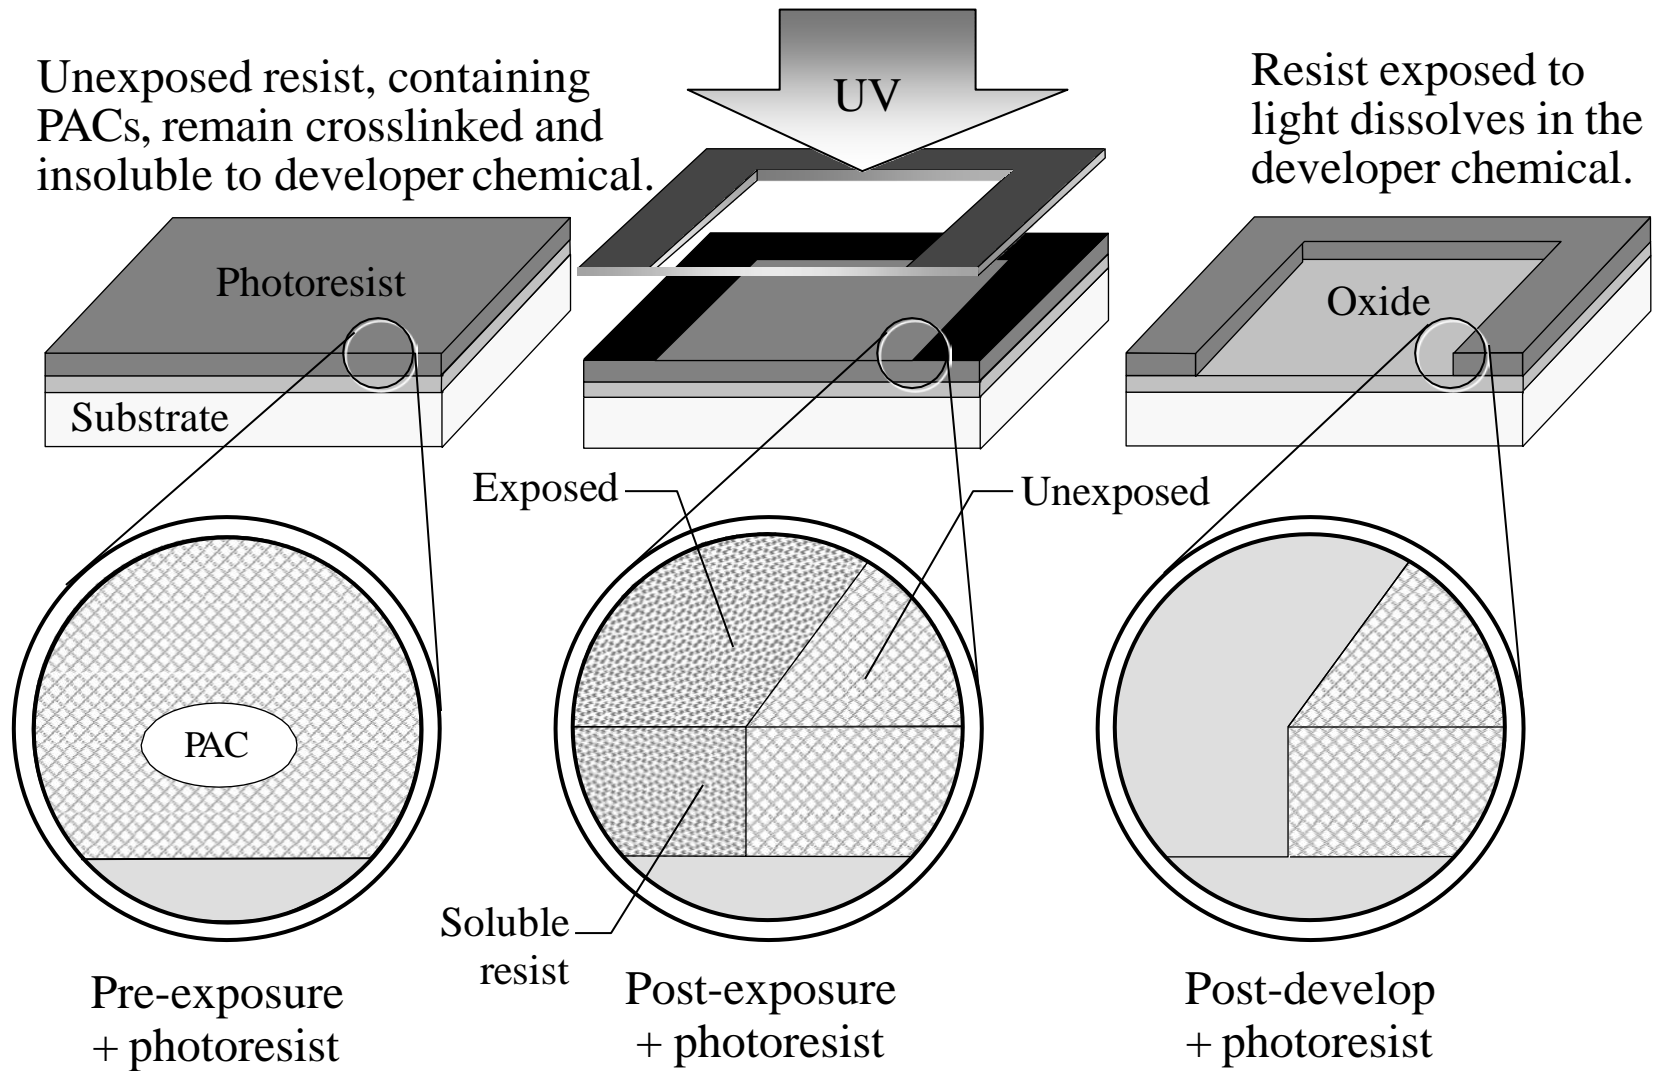 Unexposed resist, containing
PACs, remain crosslinked and
insoluble to developer chemical.
UV
Resist exposed to
light dissolves in the
developer chemical.
Photoresist
Substrate
Oxide
Exposed
Unexposed
PAC
Soluble
resist
Pre-exposure
+ photoresist
Post-exposure
+ photoresist
Post-develop
+ photoresist